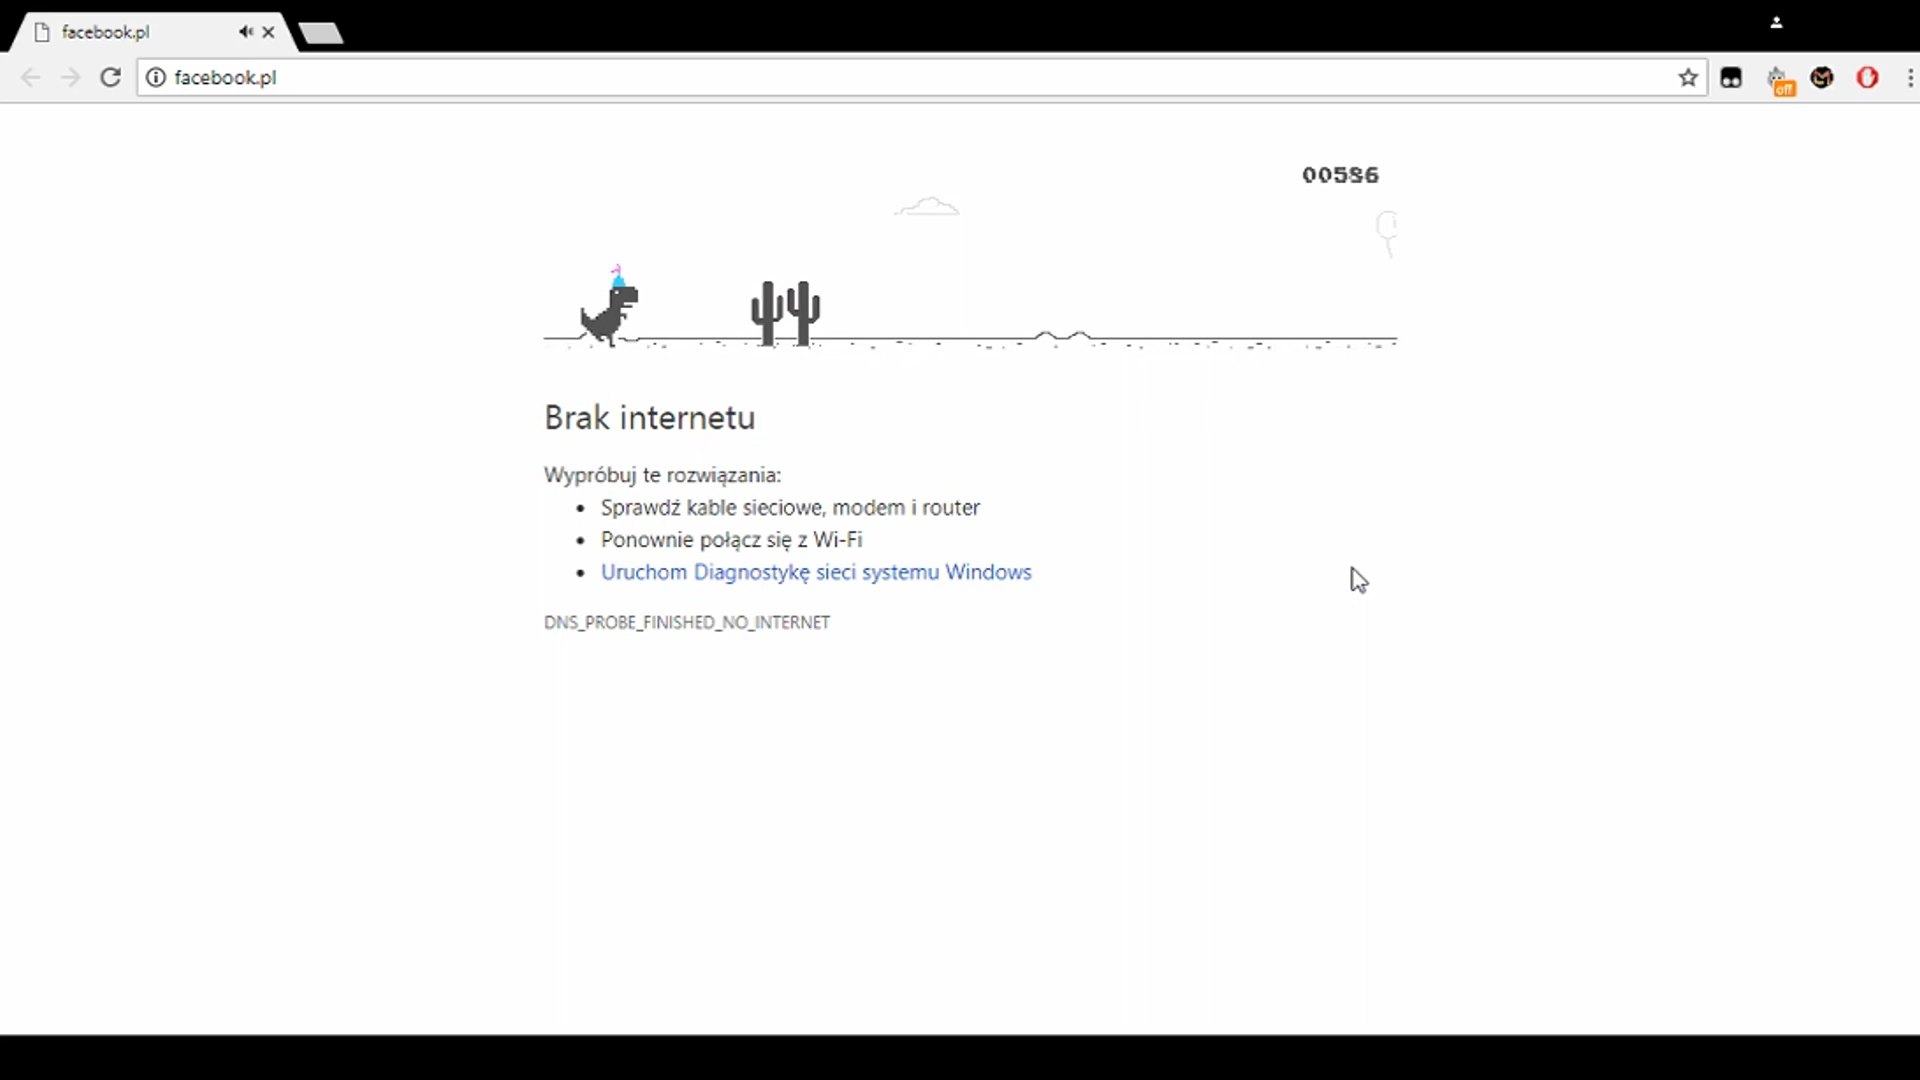 facebook.pl
facebook.pl
off
00586
Brak internetu
Wypróbuj te rozwiązania:
Sprawdź kable sieciowe, modem i router
Ponownie połącz się z Wi-Fi
Uruchom Diagnostykę sieci systemu Windows
DNS_PROBE_FINISHED_NO_INTERNET